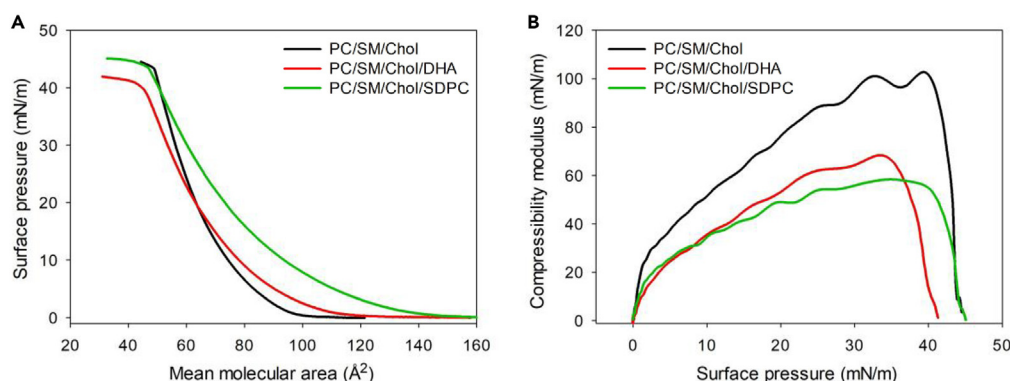 A
PC/SM/Chol
PC/SM/Chol/DHA
PC/SM/Chol/SDPC
50
40
30
20
10
0
Surface pressure (mN/m)
20 40 60 80 100 120 140 160
Mean molecular area (Å²)
B
PC/SM/Chol
PC/SM/Chol/DHA
PC/SM/Chol/SDPC
120
100
80
60
40
20
0
Compressibility modulus (mN/m)
0 10 20 30 40 50
Surface pressure (mN/m)